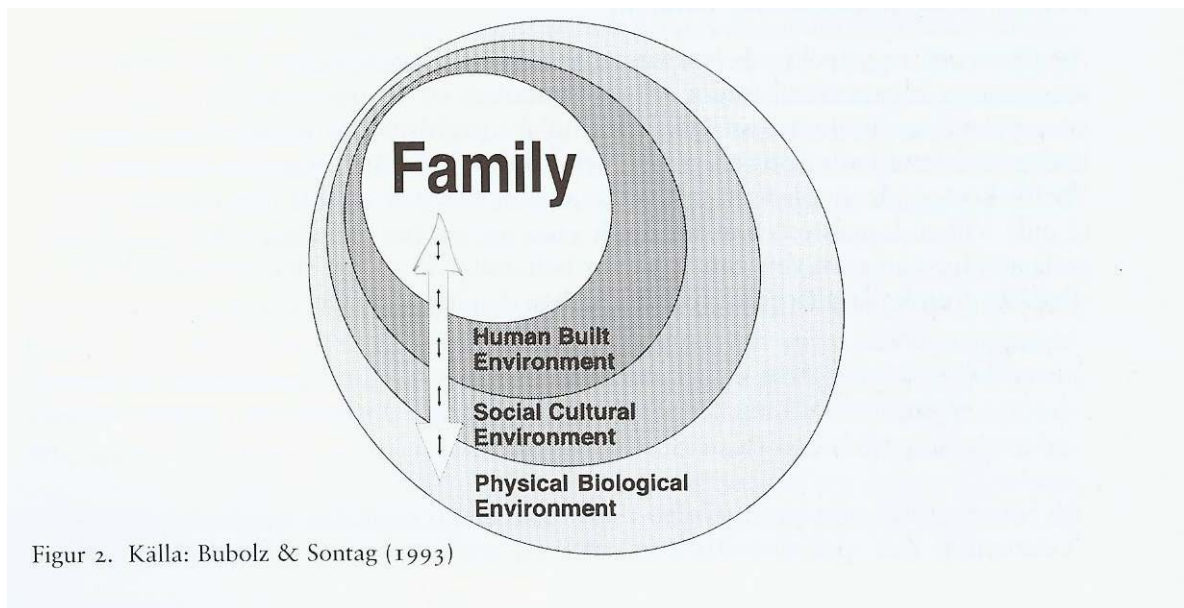 Family
Human Built
Environment
Social Cultural
Environment
Physical Biological
Environment
Figur 2. Källa: Bubolz & Sontag (1993)